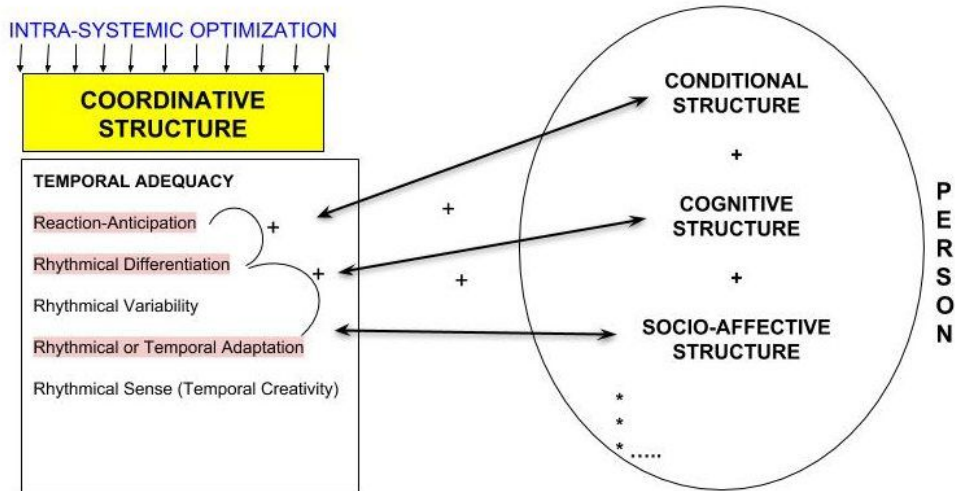 INTRA-SYSTEMIC OPTIMIZATION
COORDINATIVE
STRUCTURE
TEMPORAL ADEQUACY
Reaction-Anticipation
+
Rhythmical Differentiation
+
Rhythmical Variability
Rhythmical or Temporal Adaptation
Rhythmical Sense (Temporal Creativity)
+
+
CONDITIONAL
STRUCTURE
+
COGNITIVE
STRUCTURE
+
SOCIO-AFFECTIVE
STRUCTURE
*
*
* .....
PERSON